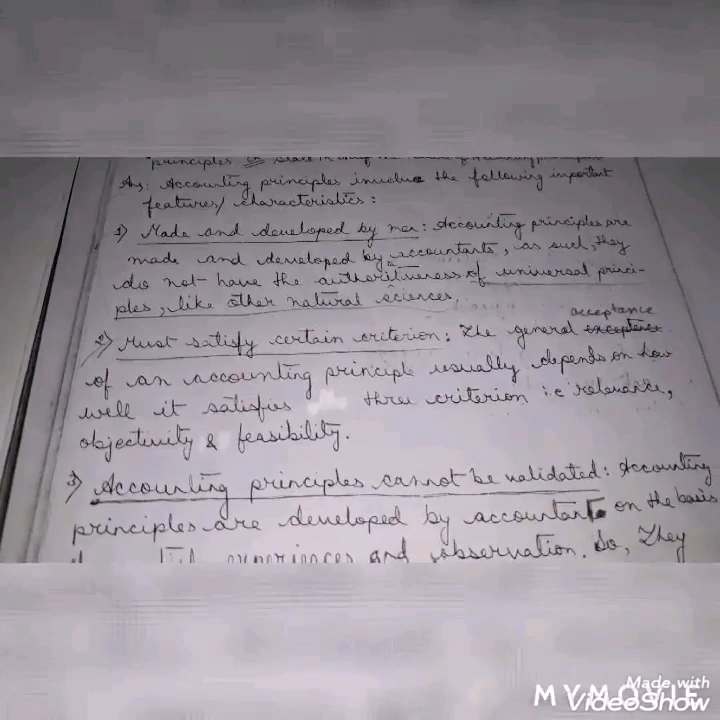 principles
Ans: Accounting principles involve the following important
features/characteristics:
1) Made and developed by men: Accounting principles are
made and developed by accountants, as such, they
do not have the authoritiveness of universal princi-
ples, like other natural sciences.
acceptance
2) Must satisfy certain criterion: The general
of an accounting principle usually depends on how
well it satisfies three criterion i.e relevance,
objectivity & feasibility.
3) Accounting principles cannot be validated: Accounting
principles are developed by accountants on the basis
experiences and observation. So, They
Made with
MYMOVIE
VideoShow